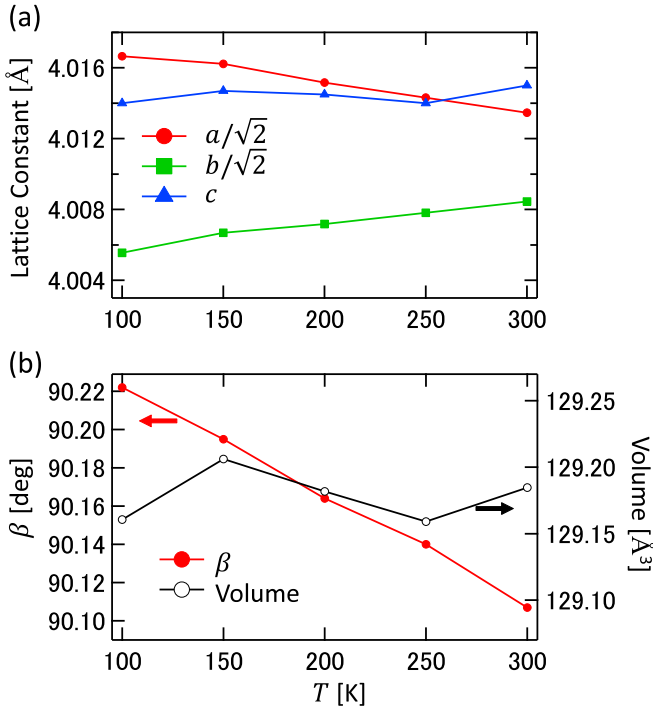 (a)
Lattice Constant [Å]
4.016
4.012
4.008
4.004
a/√2
b/√2
c
100 150 200 250 300
(b)
β [deg]
90.22
90.20
90.18
90.16
90.14
90.12
90.10
β
Volume
129.25
129.20
129.15
129.10
Volume [Å³]
100 150 200 250 300
T [K]